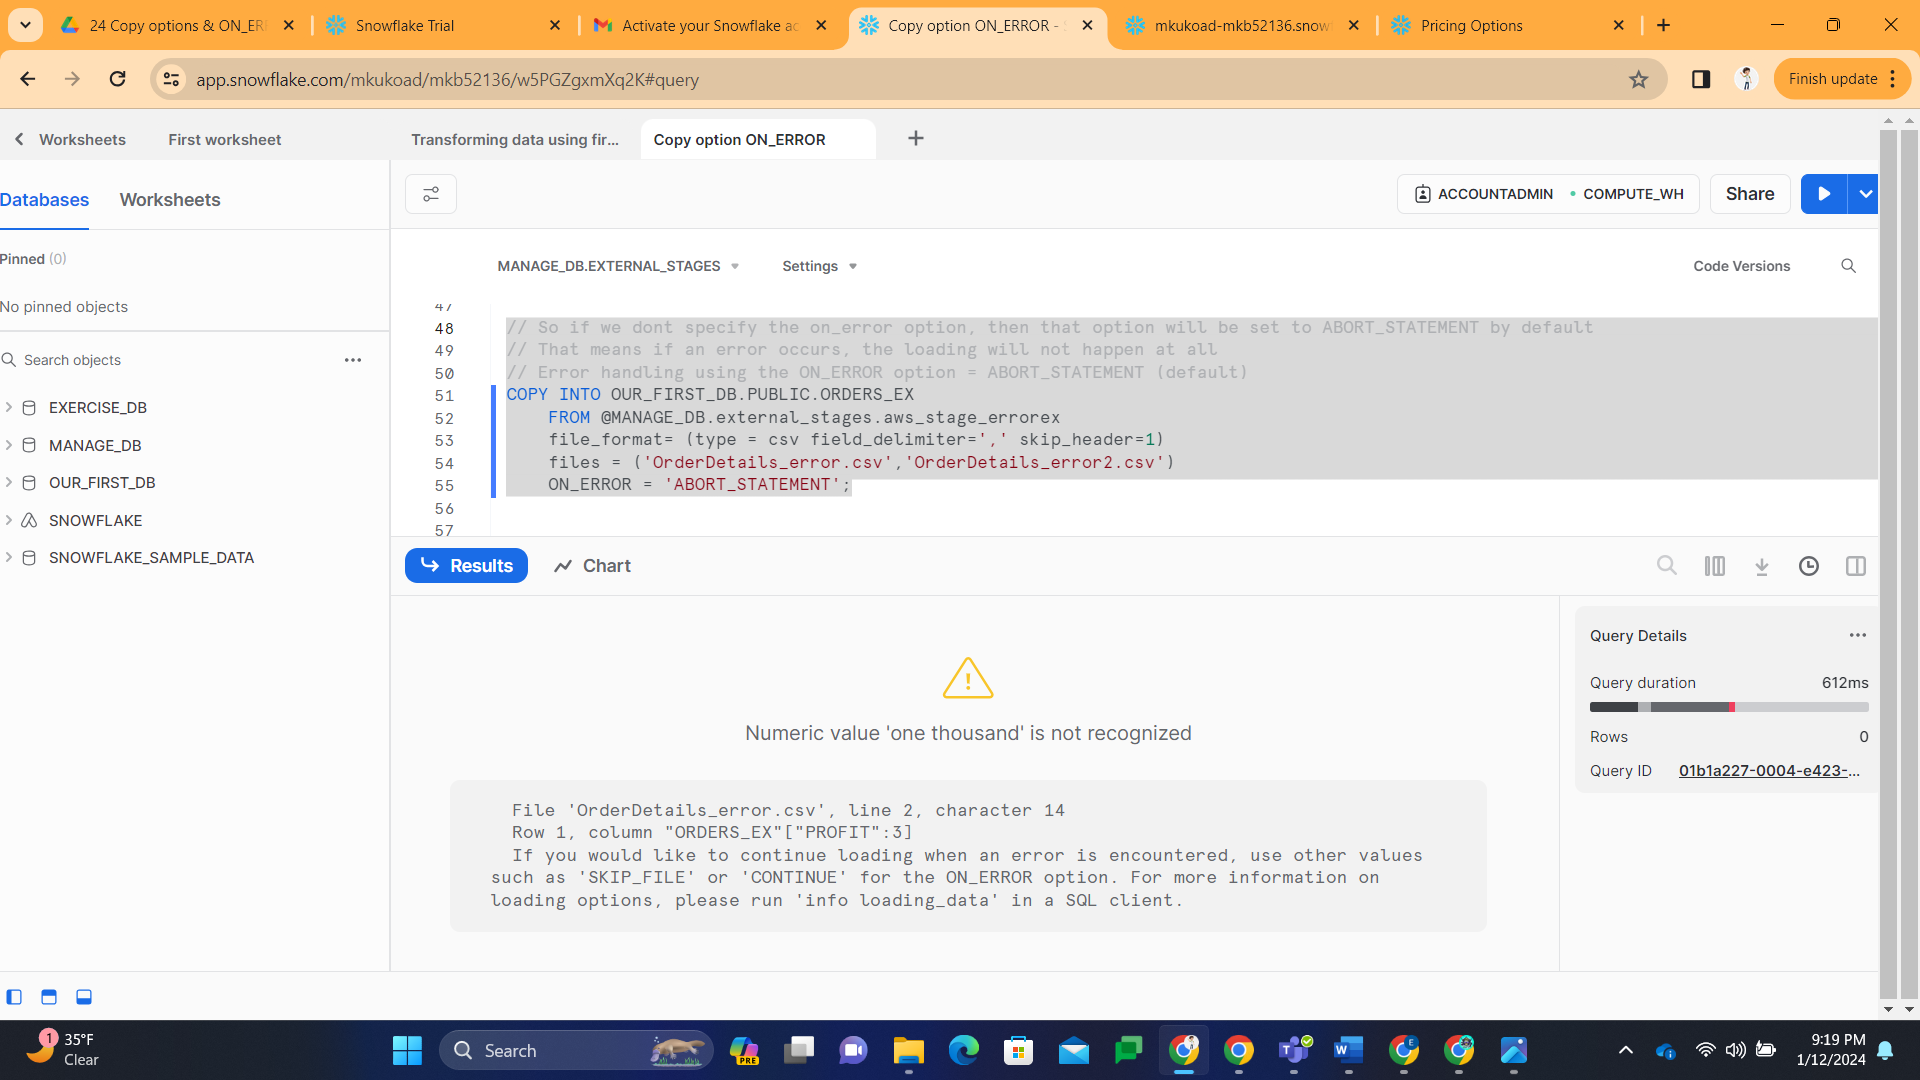 24 Copy options & ON_ER
Snowflake Trial
Activate your Snowflake ac
Copy option ON_ERROR - S
mkukoad-mkb52136.snow
Pricing Options
app.snowflake.com/mkukoad/mkb52136/w5PGZgxmXq2K#query
Finish update
Worksheets
First worksheet
Transforming data using fir...
Copy option ON_ERROR
Databases
Worksheets
ACCOUNTADMIN
COMPUTE_WH
Share
Pinned (0)
No pinned objects
Search objects
EXERCISE_DB
MANAGE_DB
OUR_FIRST_DB
SNOWFLAKE
SNOWFLAKE_SAMPLE_DATA
MANAGE_DB.EXTERNAL_STAGES
Settings
Code Versions
47
48 // So if we dont specify the on_error option, then that option will be set to ABORT_STATEMENT by default
49 // That means if an error occurs, the loading will not happen at all
50 // Error handling using the ON_ERROR option = ABORT_STATEMENT (default)
51 COPY INTO OUR_FIRST_DB.PUBLIC.ORDERS_EX
52 FROM @MANAGE_DB.external_stages.aws_stage_errorex
53 file_format= (type = csv field_delimiter=',' skip_header=1)
54 files = ('OrderDetails_error.csv','OrderDetails_error2.csv')
55 ON_ERROR = 'ABORT_STATEMENT';
56
57
Results
Chart
Numeric value 'one thousand' is not recognized
File 'OrderDetails_error.csv', line 2, character 14
Row 1, column "ORDERS_EX"["PROFIT":3]
If you would like to continue loading when an error is encountered, use other values
such as 'SKIP_FILE' or 'CONTINUE' for the ON_ERROR option. For more information on
loading options, please run 'info loading_data' in a SQL client.
Query Details
Query duration 612ms
Rows 0
Query ID 01b1a227-0004-e423-...
1
35°F
Clear
Search
PRE
9:19 PM
1/12/2024